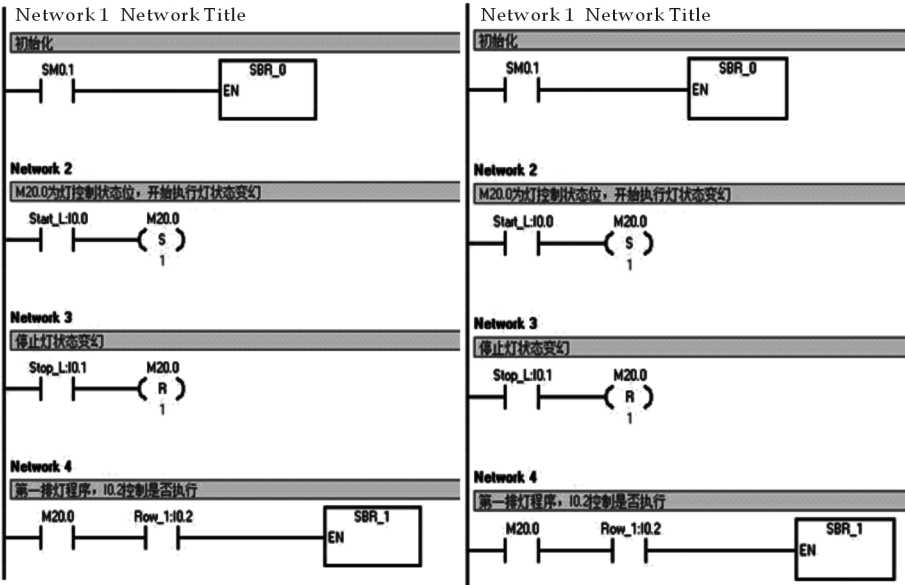 Network 1 Network Title
初始化
SM0.1
SBR_0
EN
Network 2
M20.0为灯控制状态位，开始执行灯状态变幻
Start_L:I0.0
M20.0
S
1
Network 3
停止灯状态变幻
Stop_L:I0.1
M20.0
R
1
Network 4
第一排灯程序，I0.2控制是否执行
M20.0
Row_1:I0.2
SBR_1
EN
Network 1 Network Title
初始化
SM0.1
SBR_0
EN
Network 2
M20.0为灯控制状态位，开始执行灯状态变幻
Start_L:I0.0
M20.0
S
1
Network 3
停止灯状态变幻
Stop_L:I0.1
M20.0
R
1
Network 4
第一排灯程序，I0.2控制是否执行
M20.0
Row_1:I0.2
SBR_1
EN